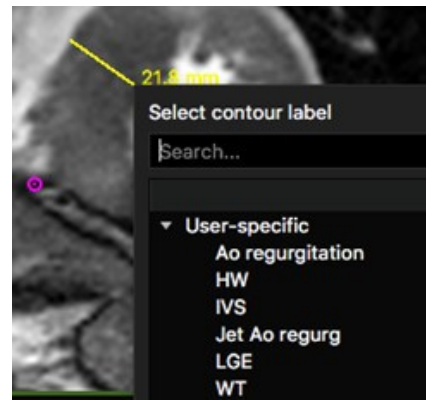 21.8 mm
Select contour label
Search...
User-specific
Ao regurgitation
HW
IVS
Jet Ao regurg
LGE
WT